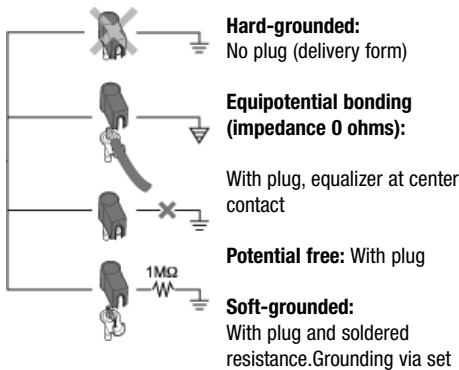 Hard-grounded:
No plug (delivery form)
Equipotential bonding
(impedance 0 ohms):
With plug, equalizer at center
contact
Potential free: With plug
1MΩ
Soft-grounded:
With plug and soldered
resistance.Grounding via set